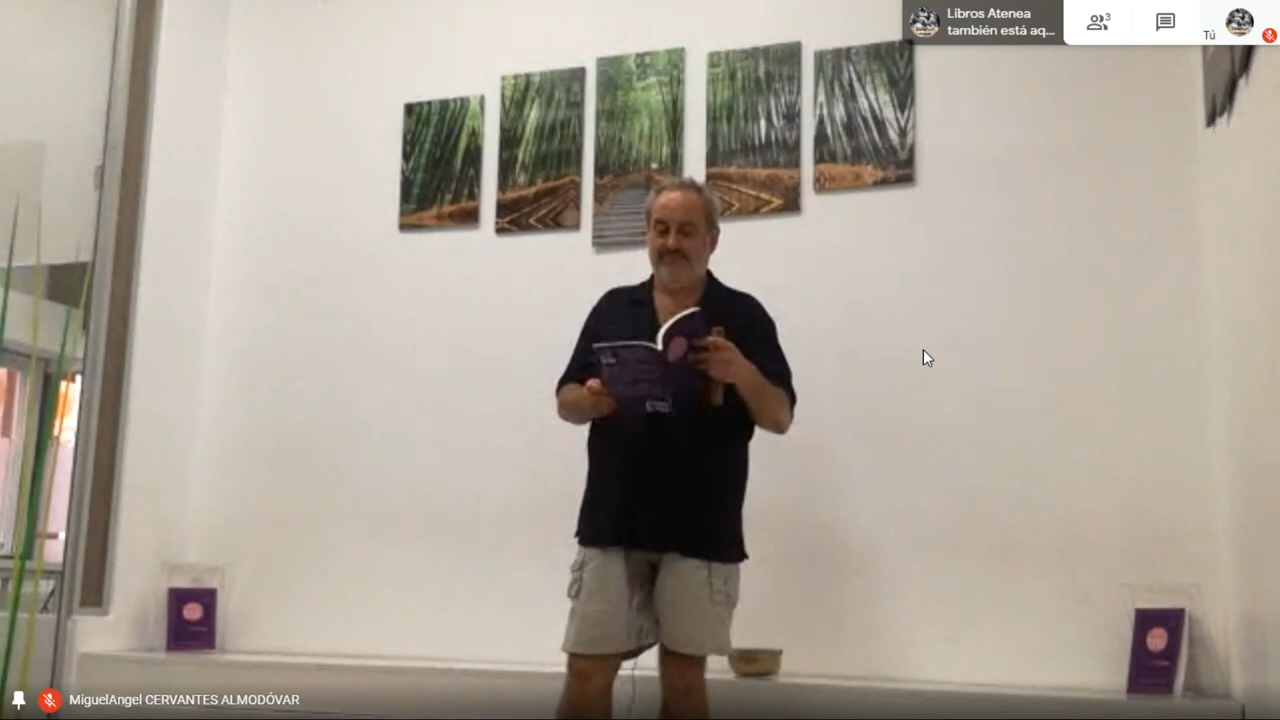 Libros Atenea
también está aq...
3
Tú
MiguelAngel CERVANTES ALMODÓVAR